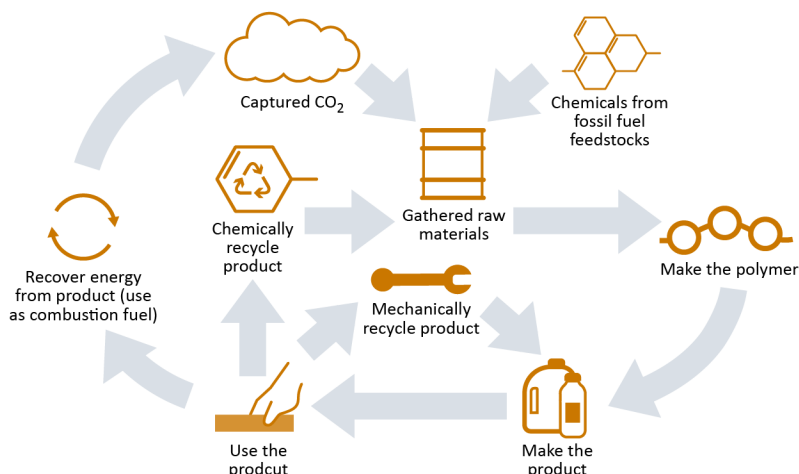 Captured CO₂
Chemicals from
fossil fuel
feedstocks
Chemically
recycle
product
Gathered raw
materials
Make the polymer
Recover energy
from product (use
as combustion fuel)
Mechanically
recycle product
Use the
prodcut
Make the
product